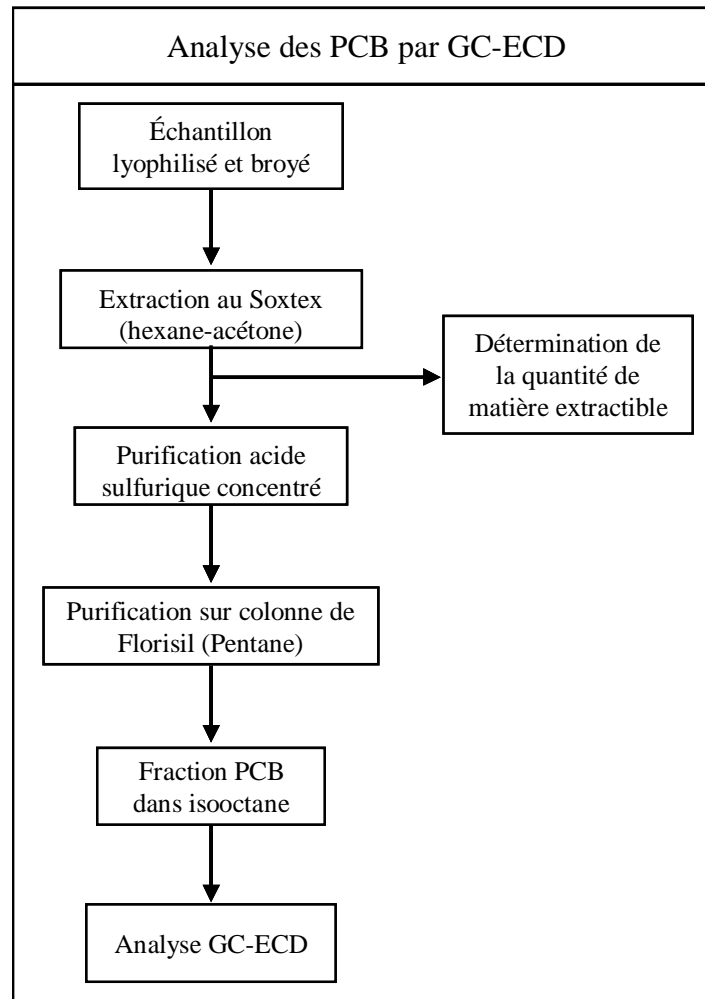 Analyse des PCB par GC-ECD
Échantillon
lyophilisé et broyé
Extraction au Soxtex
(hexane-acétone)
Détermination de
la quantité de
matière extractible
Purification acide
sulfurique concentré
Purification sur colonne de
Florisil (Pentane)
Fraction PCB
dans isooctane
Analyse GC-ECD